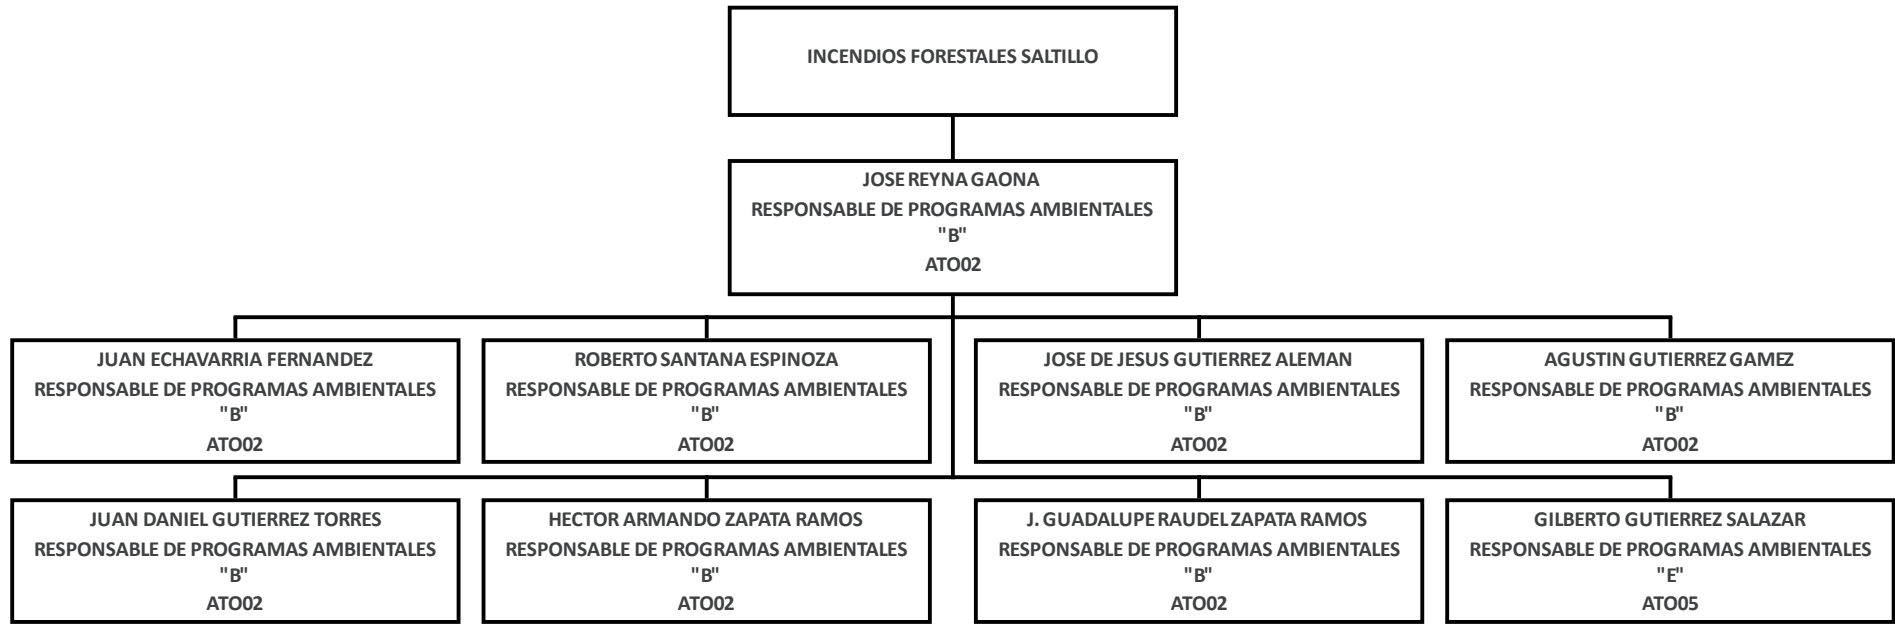 INCENDIOS FORESTALES SALTILLO
JOSE REYNA GAONA
RESPONSABLE DE PROGRAMAS AMBIENTALES
"B"
ATO02
JUAN ECHAVARRIA FERNANDEZ
RESPONSABLE DE PROGRAMAS AMBIENTALES
"B"
ATO02
ROBERTO SANTANA ESPINOZA
RESPONSABLE DE PROGRAMAS AMBIENTALES
"B"
ATO02
JOSE DE JESUS GUTIERREZ ALEMAN
RESPONSABLE DE PROGRAMAS AMBIENTALES
"B"
ATO02
AGUSTIN GUTIERREZ GAMEZ
RESPONSABLE DE PROGRAMAS AMBIENTALES
"B"
ATO02
JUAN DANIEL GUTIERREZ TORRES
RESPONSABLE DE PROGRAMAS AMBIENTALES
"B"
ATO02
HECTOR ARMANDO ZAPATA RAMOS
RESPONSABLE DE PROGRAMAS AMBIENTALES
"B"
ATO02
J. GUADALUPE RAUDEL ZAPATA RAMOS
RESPONSABLE DE PROGRAMAS AMBIENTALES
"B"
ATO02
GILBERTO GUTIERREZ SALAZAR
RESPONSABLE DE PROGRAMAS AMBIENTALES
"E"
ATO05